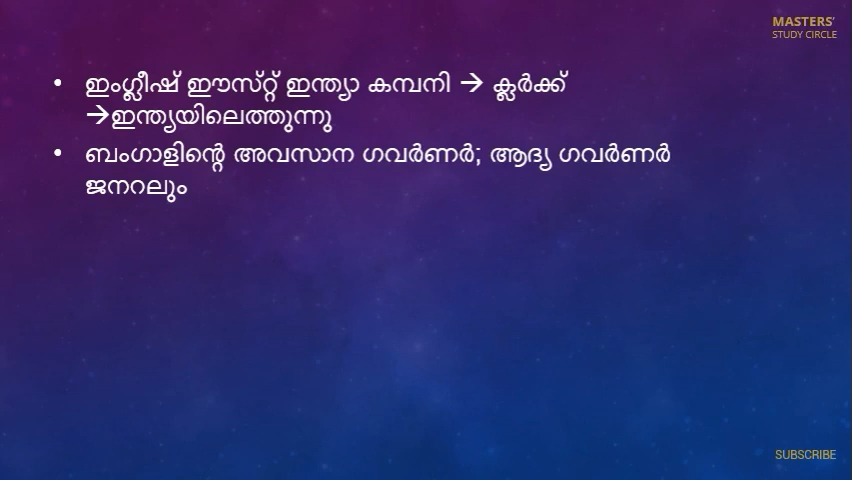 MASTERS'
STUDY CIRCLE
• ഇംഗ്ലീഷ് ഈസ്റ്റ് ഇന്ത്യാ കമ്പനി → ക്ലർക്ക്
→ഇന്ത്യയിലെത്തുന്നു
• ബംഗാളിന്റെ അവസാന ഗവർണർ; ആദ്യ ഗവർണർ
ജനറലും
SUBSCRIBE